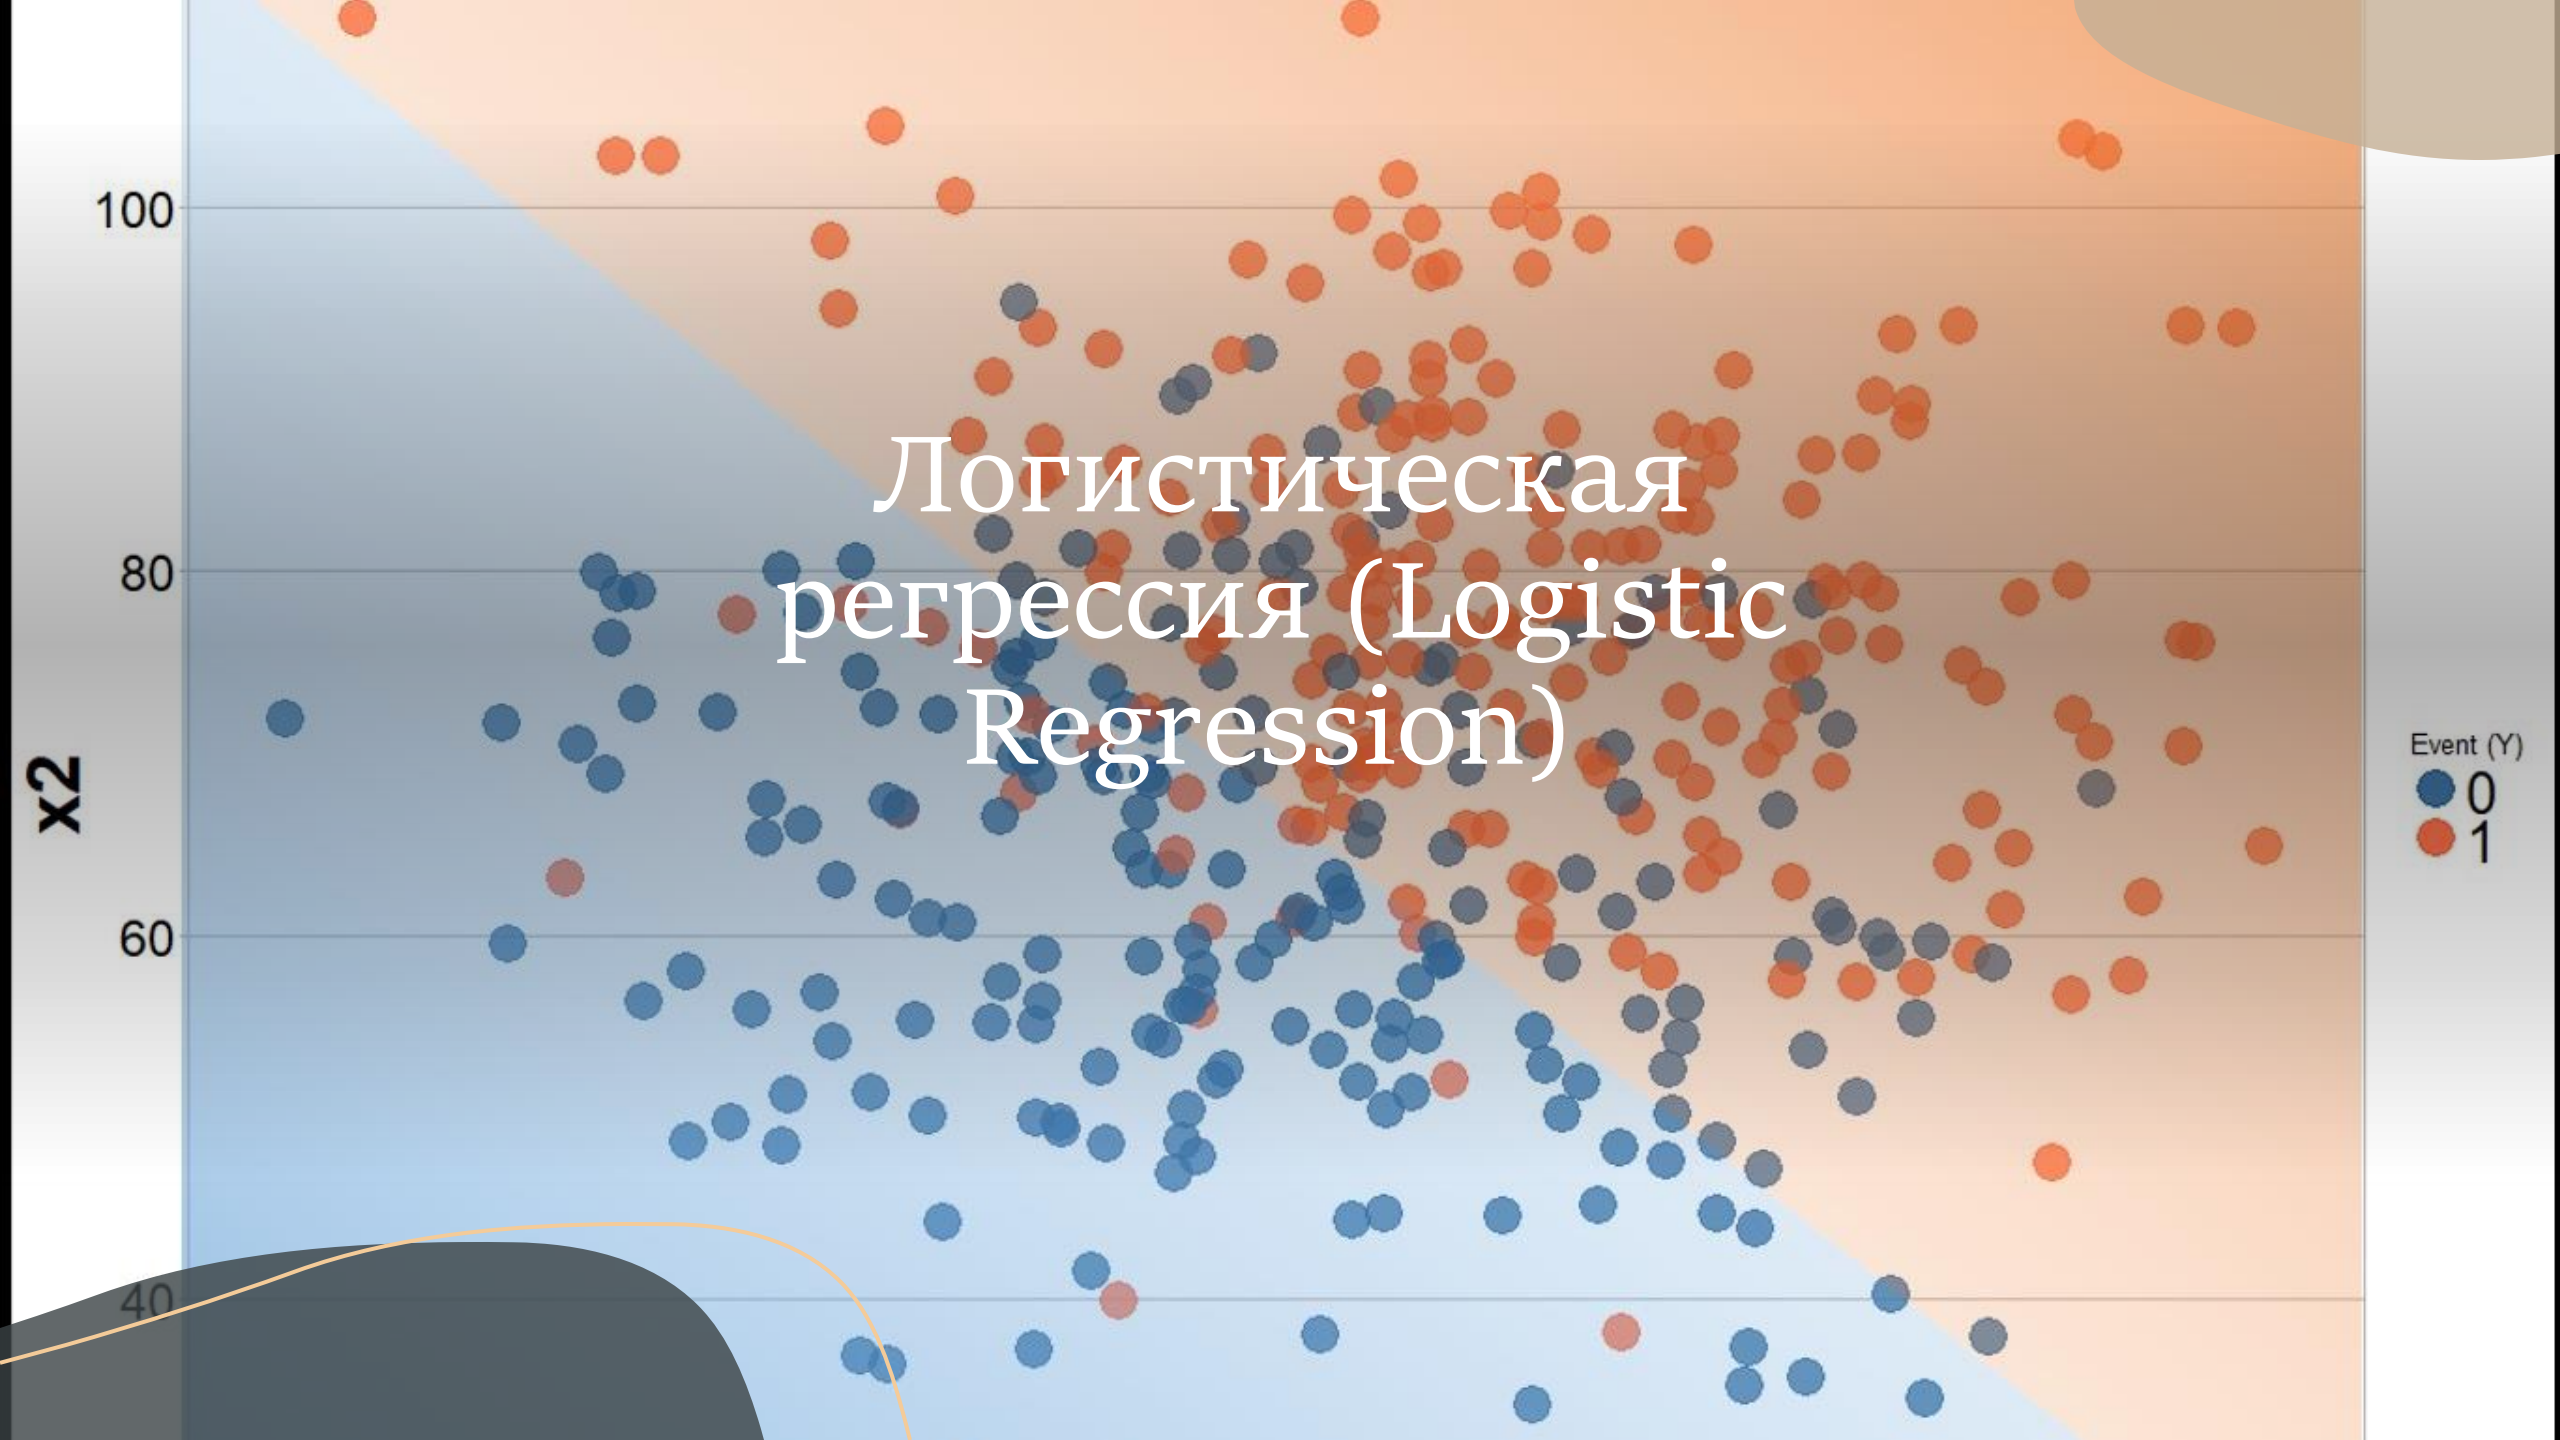 100
80
60
40
x2
Логистическая
регрессия (Logistic
Regression)
Event (Y)
0
1